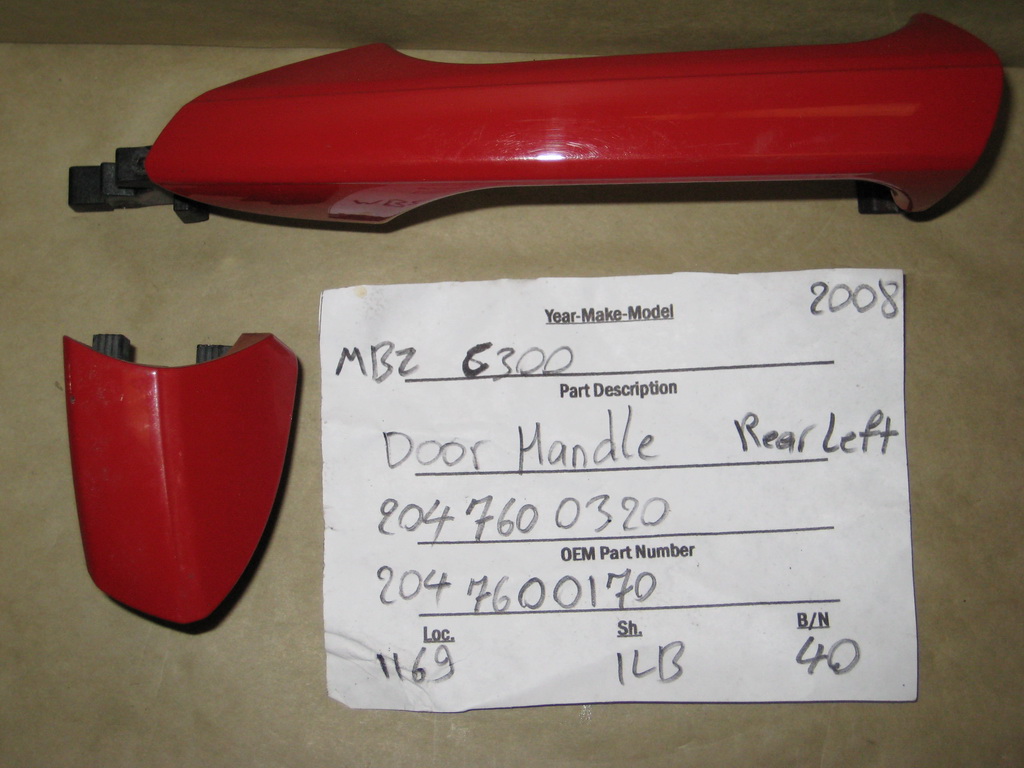 2008
Year-Make-Model
MBZ C300
Part Description
Door Handle Rear Left
204 760 0320
OEM Part Number
204 7600170
Loc. Sh. B/N
1169 1LB 40